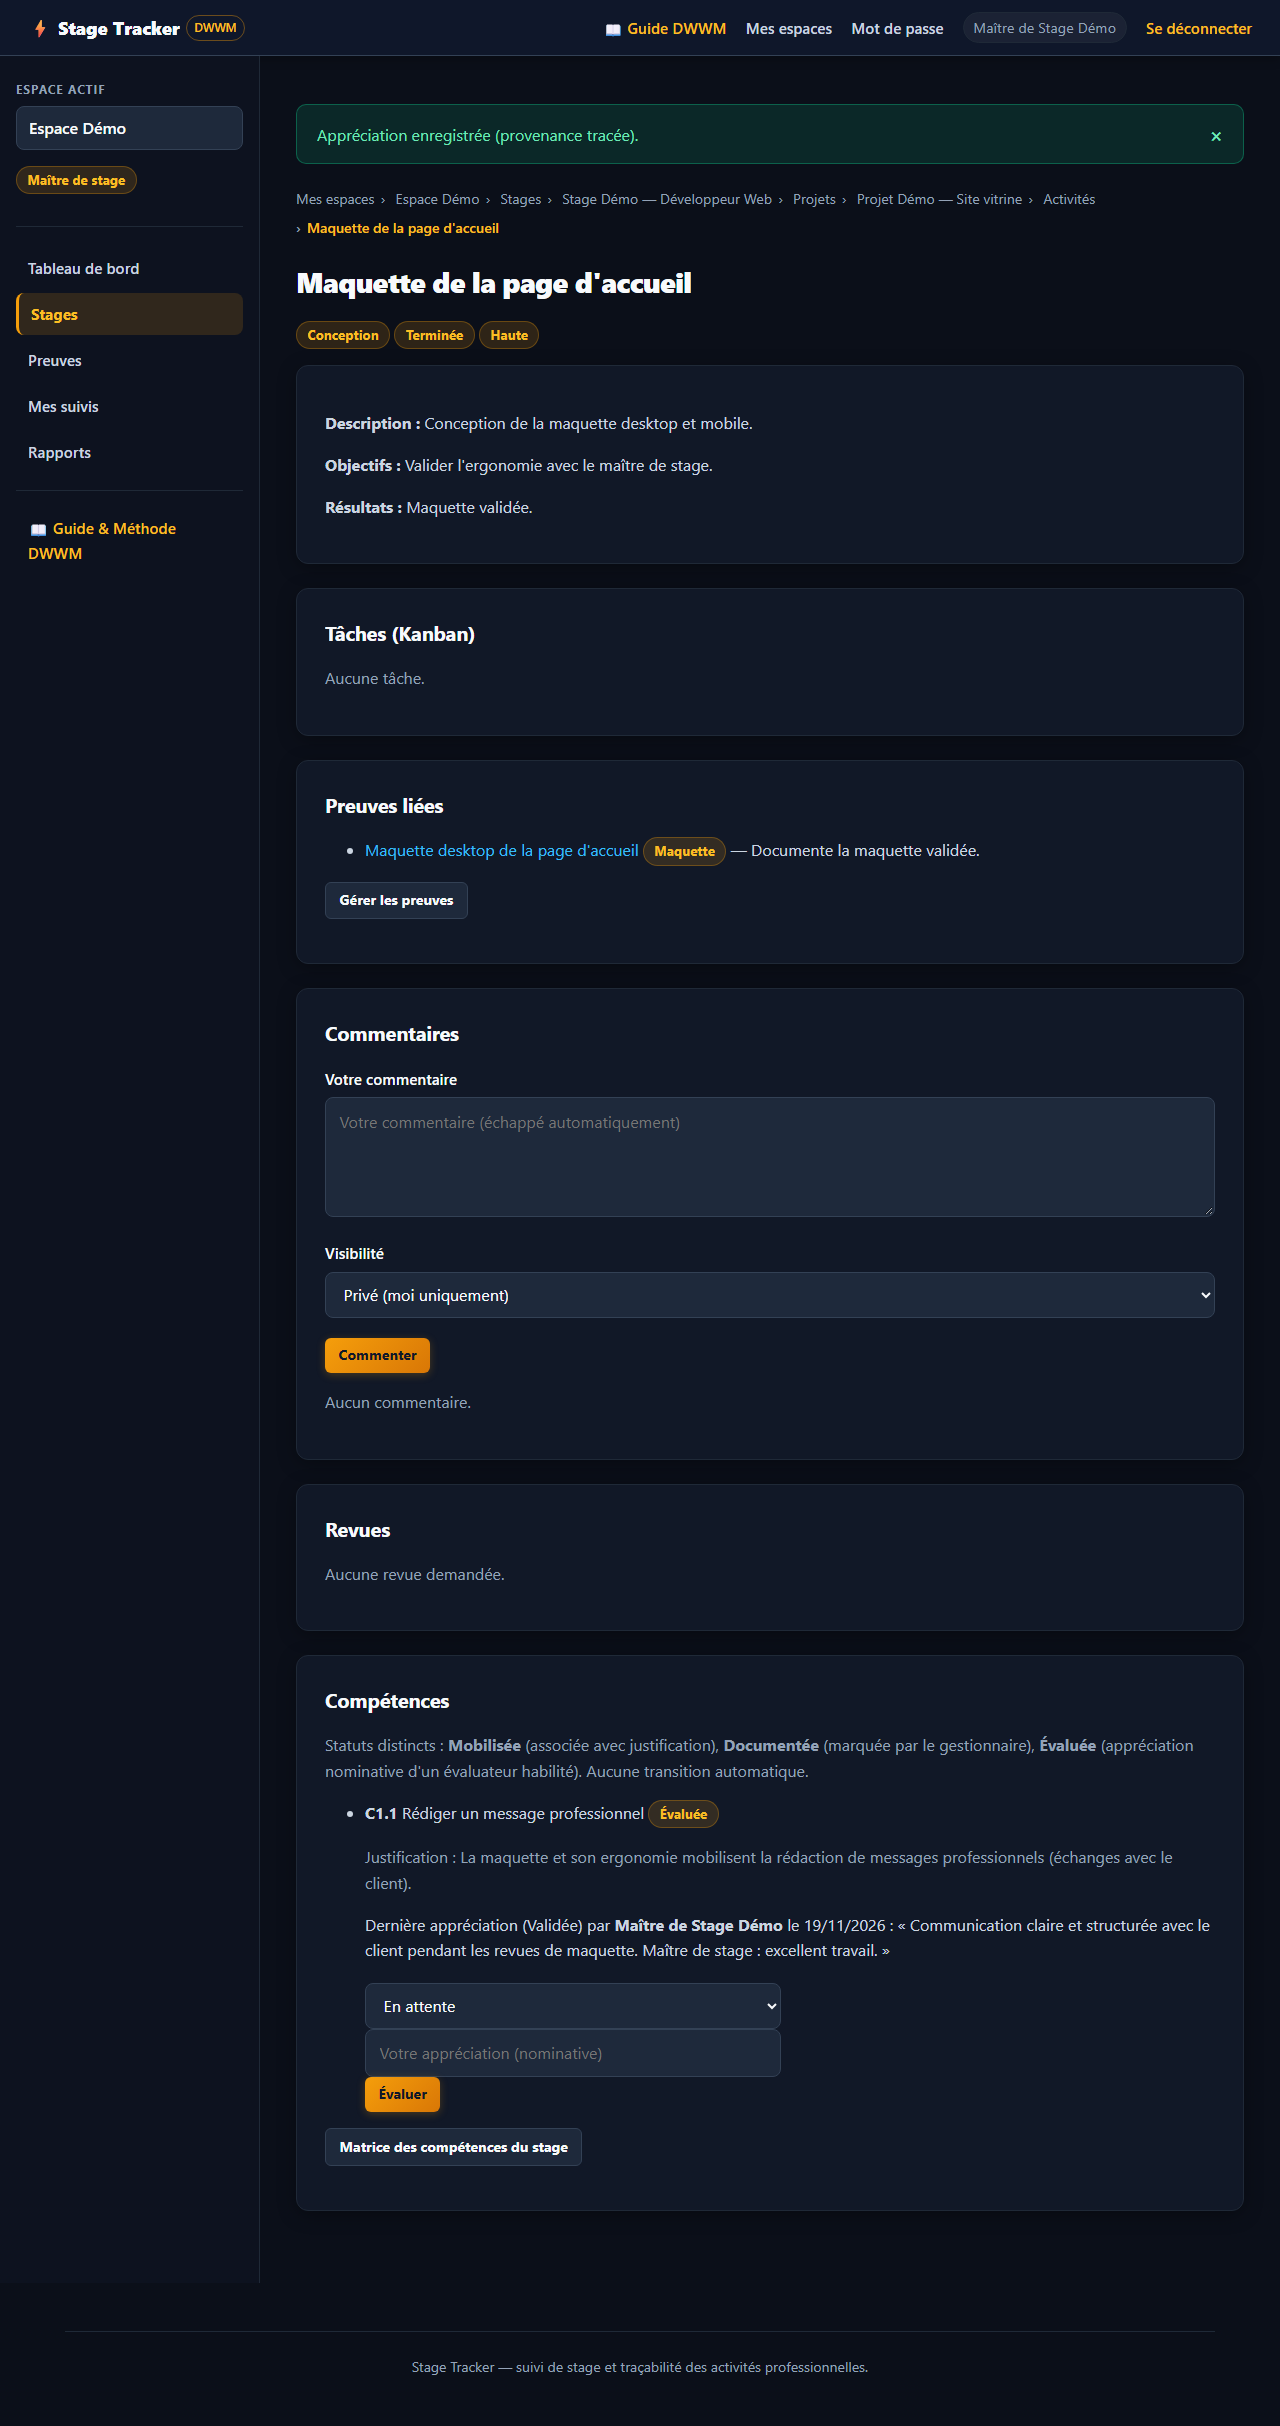 Stage Tracker DWWM
Guide DWWM Mes espaces Mot de passe Maître de Stage Démo Se déconnecter
ESPACE ACTIF
Espace Démo
Maître de stage
Tableau de bord
Stages
Preuves
Mes suivis
Rapports
Guide & Méthode
DWWM
Appréciation enregistrée (provenance tracée). ×
Mes espaces › Espace Démo › Stages › Stage Démo — Développeur Web › Projets › Projet Démo — Site vitrine › Activités
› Maquette de la page d'accueil
Maquette de la page d'accueil
Conception Terminée Haute
Description : Conception de la maquette desktop et mobile.
Objectifs : Valider l'ergonomie avec le maître de stage.
Résultats : Maquette validée.
Tâches (Kanban)
Aucune tâche.
Preuves liées
• Maquette desktop de la page d'accueil Maquette — Documente la maquette validée.
Gérer les preuves
Commentaires
Votre commentaire
Votre commentaire (échappé automatiquement)
Visibilité
Privé (moi uniquement)
Commenter
Aucun commentaire.
Revues
Aucune revue demandée.
Compétences
Statuts distincts : Mobilisée (associée avec justification), Documentée (marquée par le gestionnaire), Évaluée (appréciation
nominative d'un évaluateur habilité). Aucune transition automatique.
• C1.1 Rédiger un message professionnel Évaluée
Justification : La maquette et son ergonomie mobilisent la rédaction de messages professionnels (échanges avec le
client).
Dernière appréciation (Validée) par Maître de Stage Démo le 19/11/2026 : « Communication claire et structurée avec le
client pendant les revues de maquette. Maître de stage : excellent travail. »
En attente
Votre appréciation (nominative)
Évaluer
Matrice des compétences du stage
Stage Tracker — suivi de stage et traçabilité des activités professionnelles.